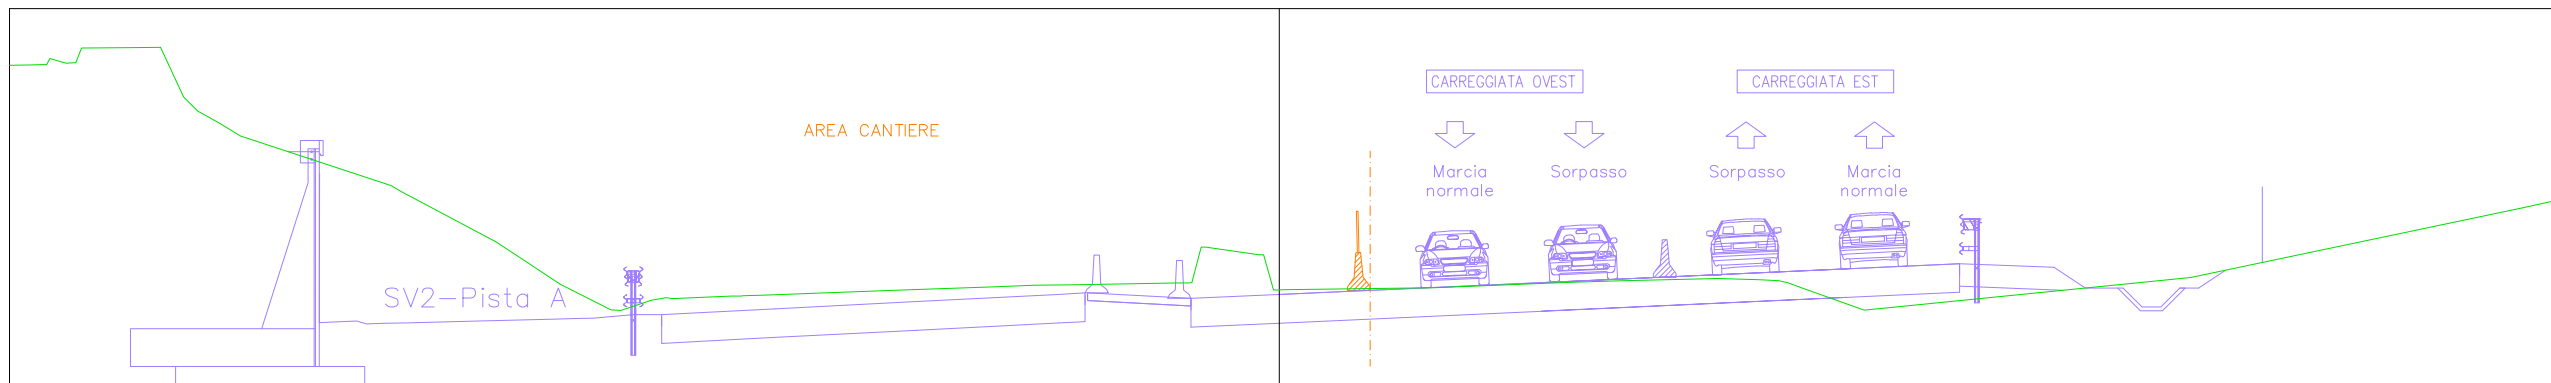 CARREGGIATA OVEST
CARREGGIATA EST
AREA CANTIERE
Marcia
normale
Sorpasso
Sorpasso
Marcia
normale
SV2-Pista A